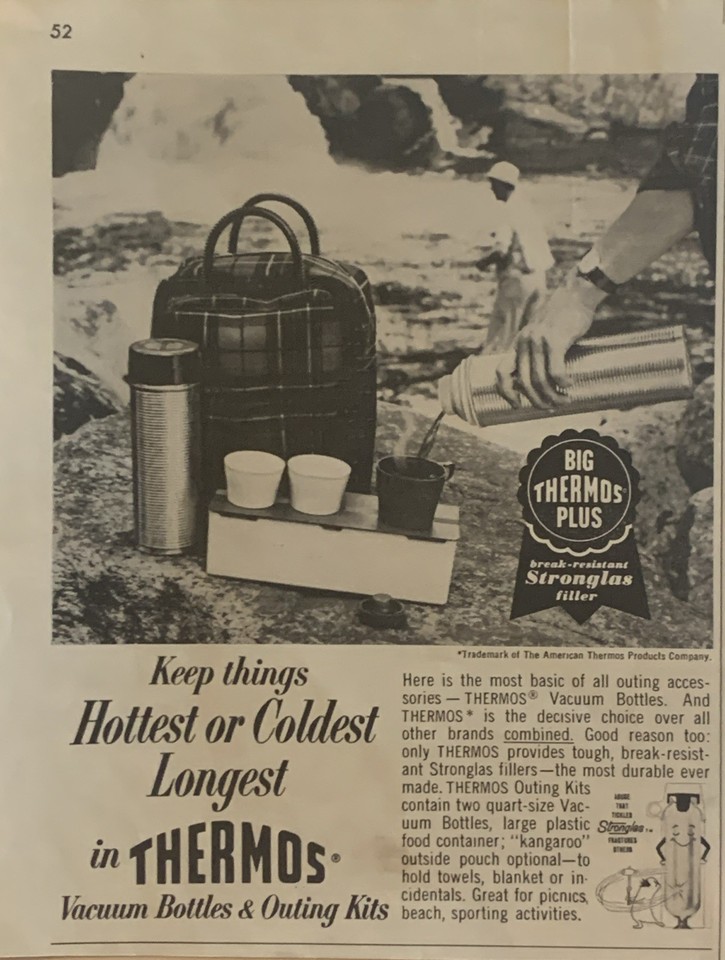 52
BIG
THERMOS®
PLUS
break-resistant
Stronglas
filler
*Trademark of The American Thermos Products Company.
Keep things
Hottest or Coldest
Longest
in THERMOS®
Vacuum Bottles & Outing Kits
Here is the most basic of all outing acces-
sories — THERMOS® Vacuum Bottles. And
THERMOS* is the decisive choice over all
other brands combined. Good reason too:
only THERMOS provides tough, break-resist-
ant Stronglas fillers—the most durable ever
made. THERMOS Outing Kits
contain two quart-size Vac-
uum Bottles, large plastic
food container; "kangaroo"
outside pouch optional—to
hold towels, blanket or in-
cidentals. Great for picnics,
beach, sporting activities.
ABUSE
THAT
TICKLED
Stronglas
FRACTURES
OTHERS